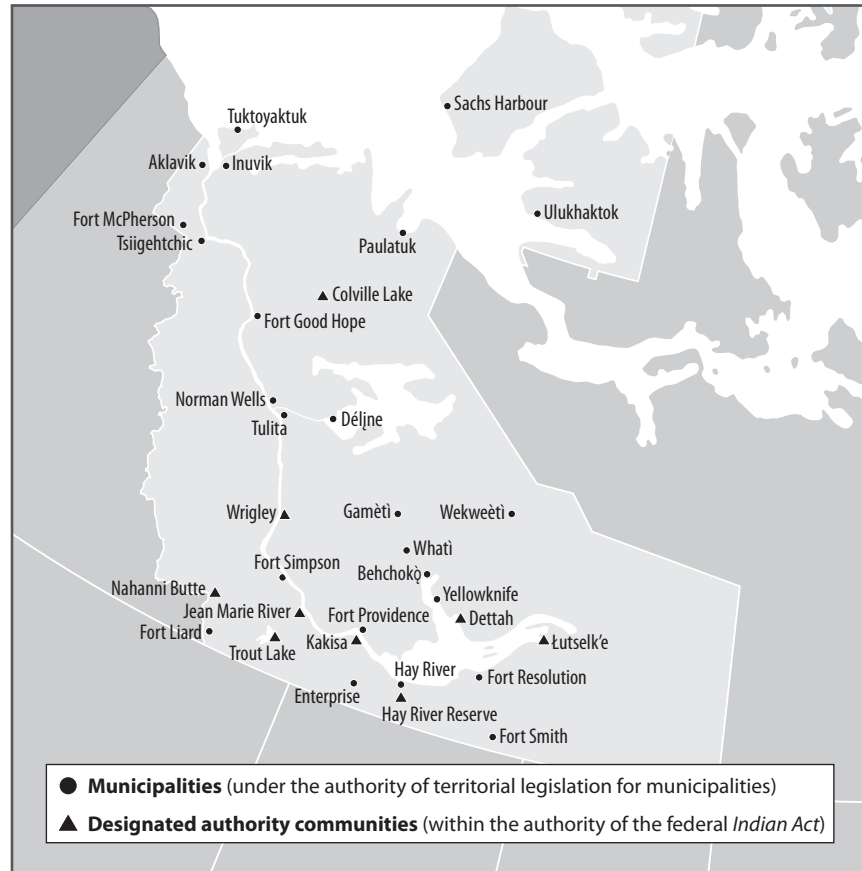 Sachs Harbour
Tuktoyaktuk
Aklavik
Inuvik
Ulukhaktok
Fort McPherson
Tsiigehtchic
Paulatuk
Colville Lake
Fort Good Hope
Norman Wells
Tulita
Délįne
Wrigley
Gamètì
Wekweètì
Whatì
Fort Simpson
Behchokǫ̀
Nahanni Butte
Yellowknife
Jean Marie River
Fort Providence
Dettah
Fort Liard
Trout Lake
Kakisa
Łutselk'e
Hay River
Fort Resolution
Enterprise
Hay River Reserve
Fort Smith
● Municipalities (under the authority of territorial legislation for municipalities)
▲ Designated authority communities (within the authority of the federal Indian Act)